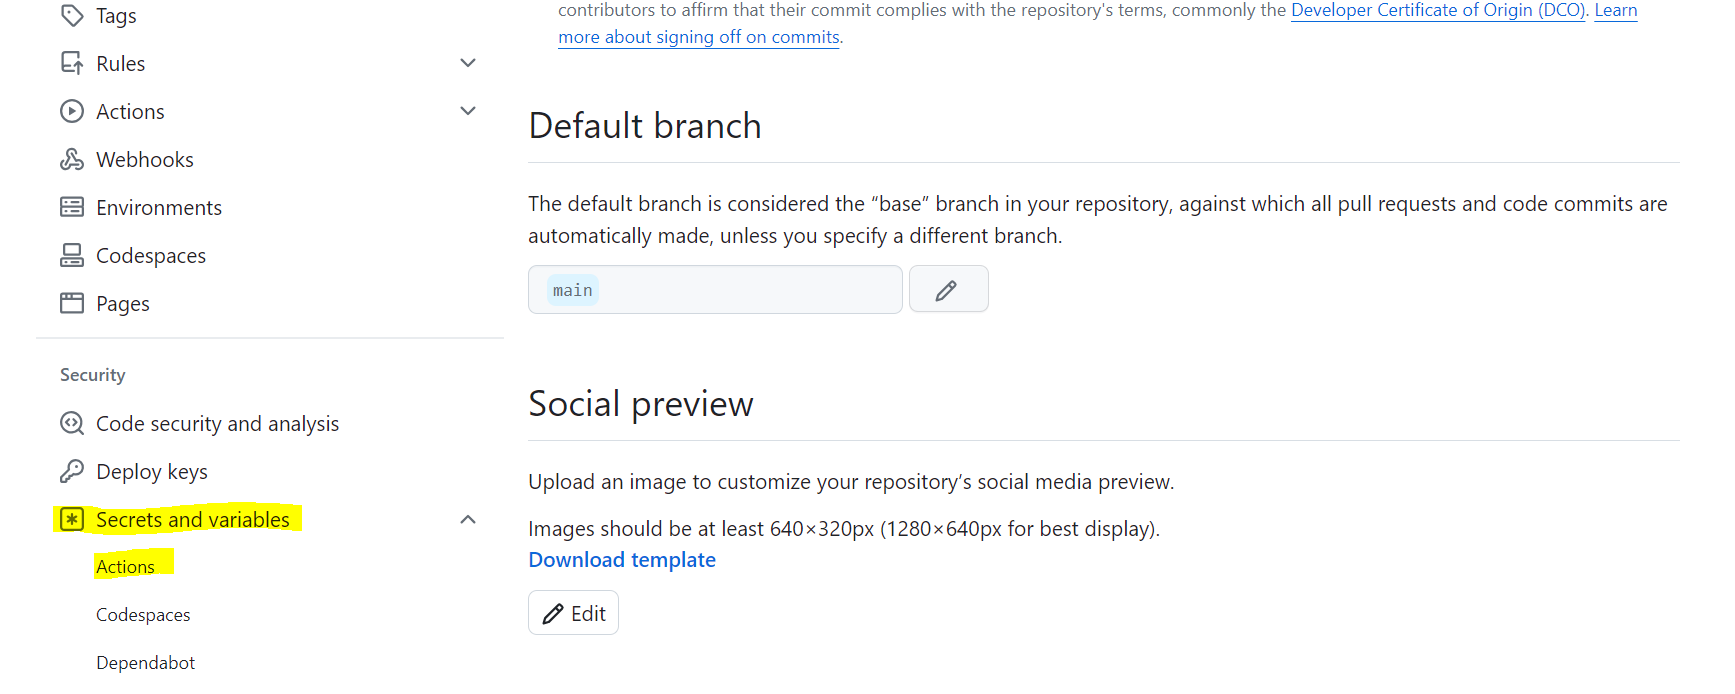 Tags
Rules
Actions
Webhooks
Environments
Codespaces
Pages
Security
Code security and analysis
Deploy keys
Secrets and variables
Actions
Codespaces
Dependabot
contributors to affirm that their commit complies with the repository's terms, commonly the Developer Certificate of Origin (DCO). Learn
more about signing off on commits.
Default branch
The default branch is considered the “base” branch in your repository, against which all pull requests and code commits are
automatically made, unless you specify a different branch.
main
Social preview
Upload an image to customize your repository’s social media preview.
Images should be at least 640×320px (1280×640px for best display).
Download template
Edit